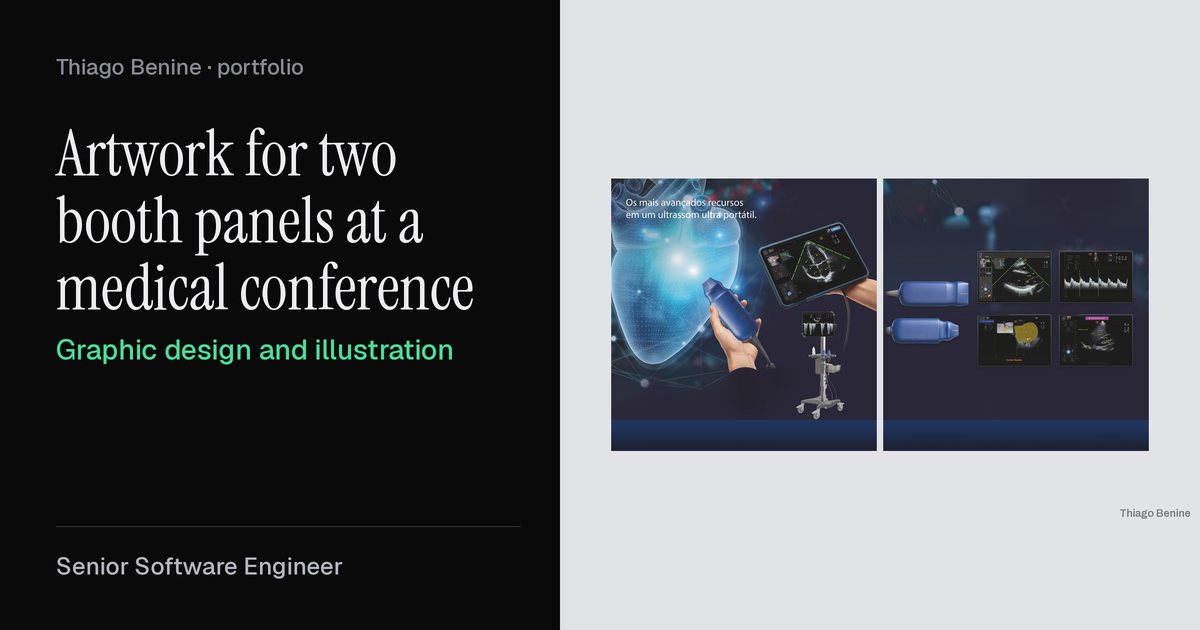 Thiago Benine · portfolio
Artwork for two
booth panels at a
medical conference
Graphic design and illustration
Senior Software Engineer
Os mais avançados recursos
em um ultrassom ultra portátil.
Thiago Benine